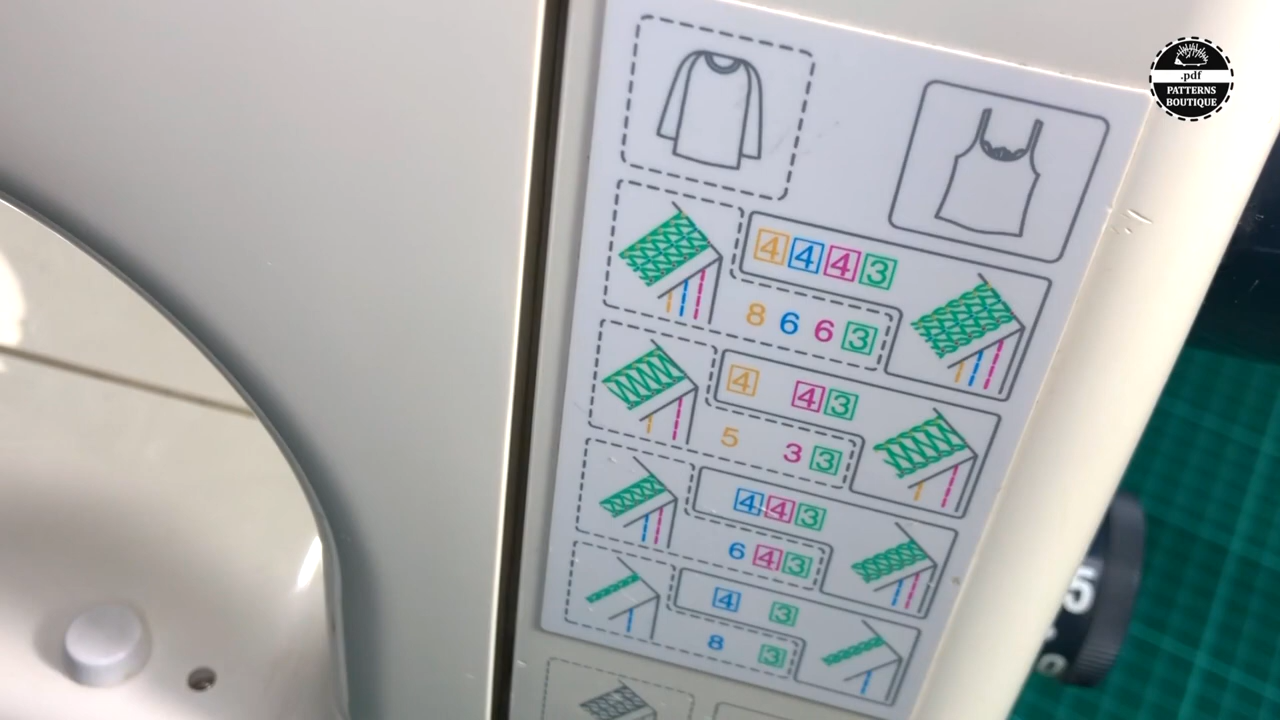 .pdf
PATTERNS
BOUTIQUE
4 4 4 3
8 6 6 3
4 4 3
5 3 3
4 4 3
6 4 3
4 3
8 3
5